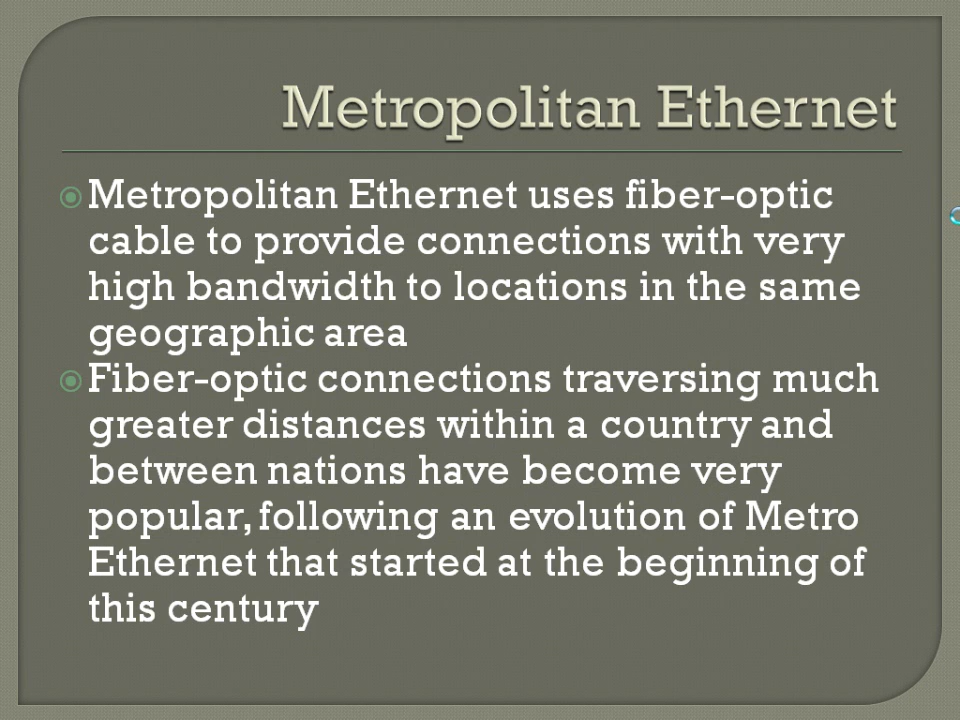 Metropolitan Ethernet
Metropolitan Ethernet uses fiber-optic
cable to provide connections with very
high bandwidth to locations in the same
geographic area
Fiber-optic connections traversing much
greater distances within a country and
between nations have become very
popular, following an evolution of Metro
Ethernet that started at the beginning of
this century